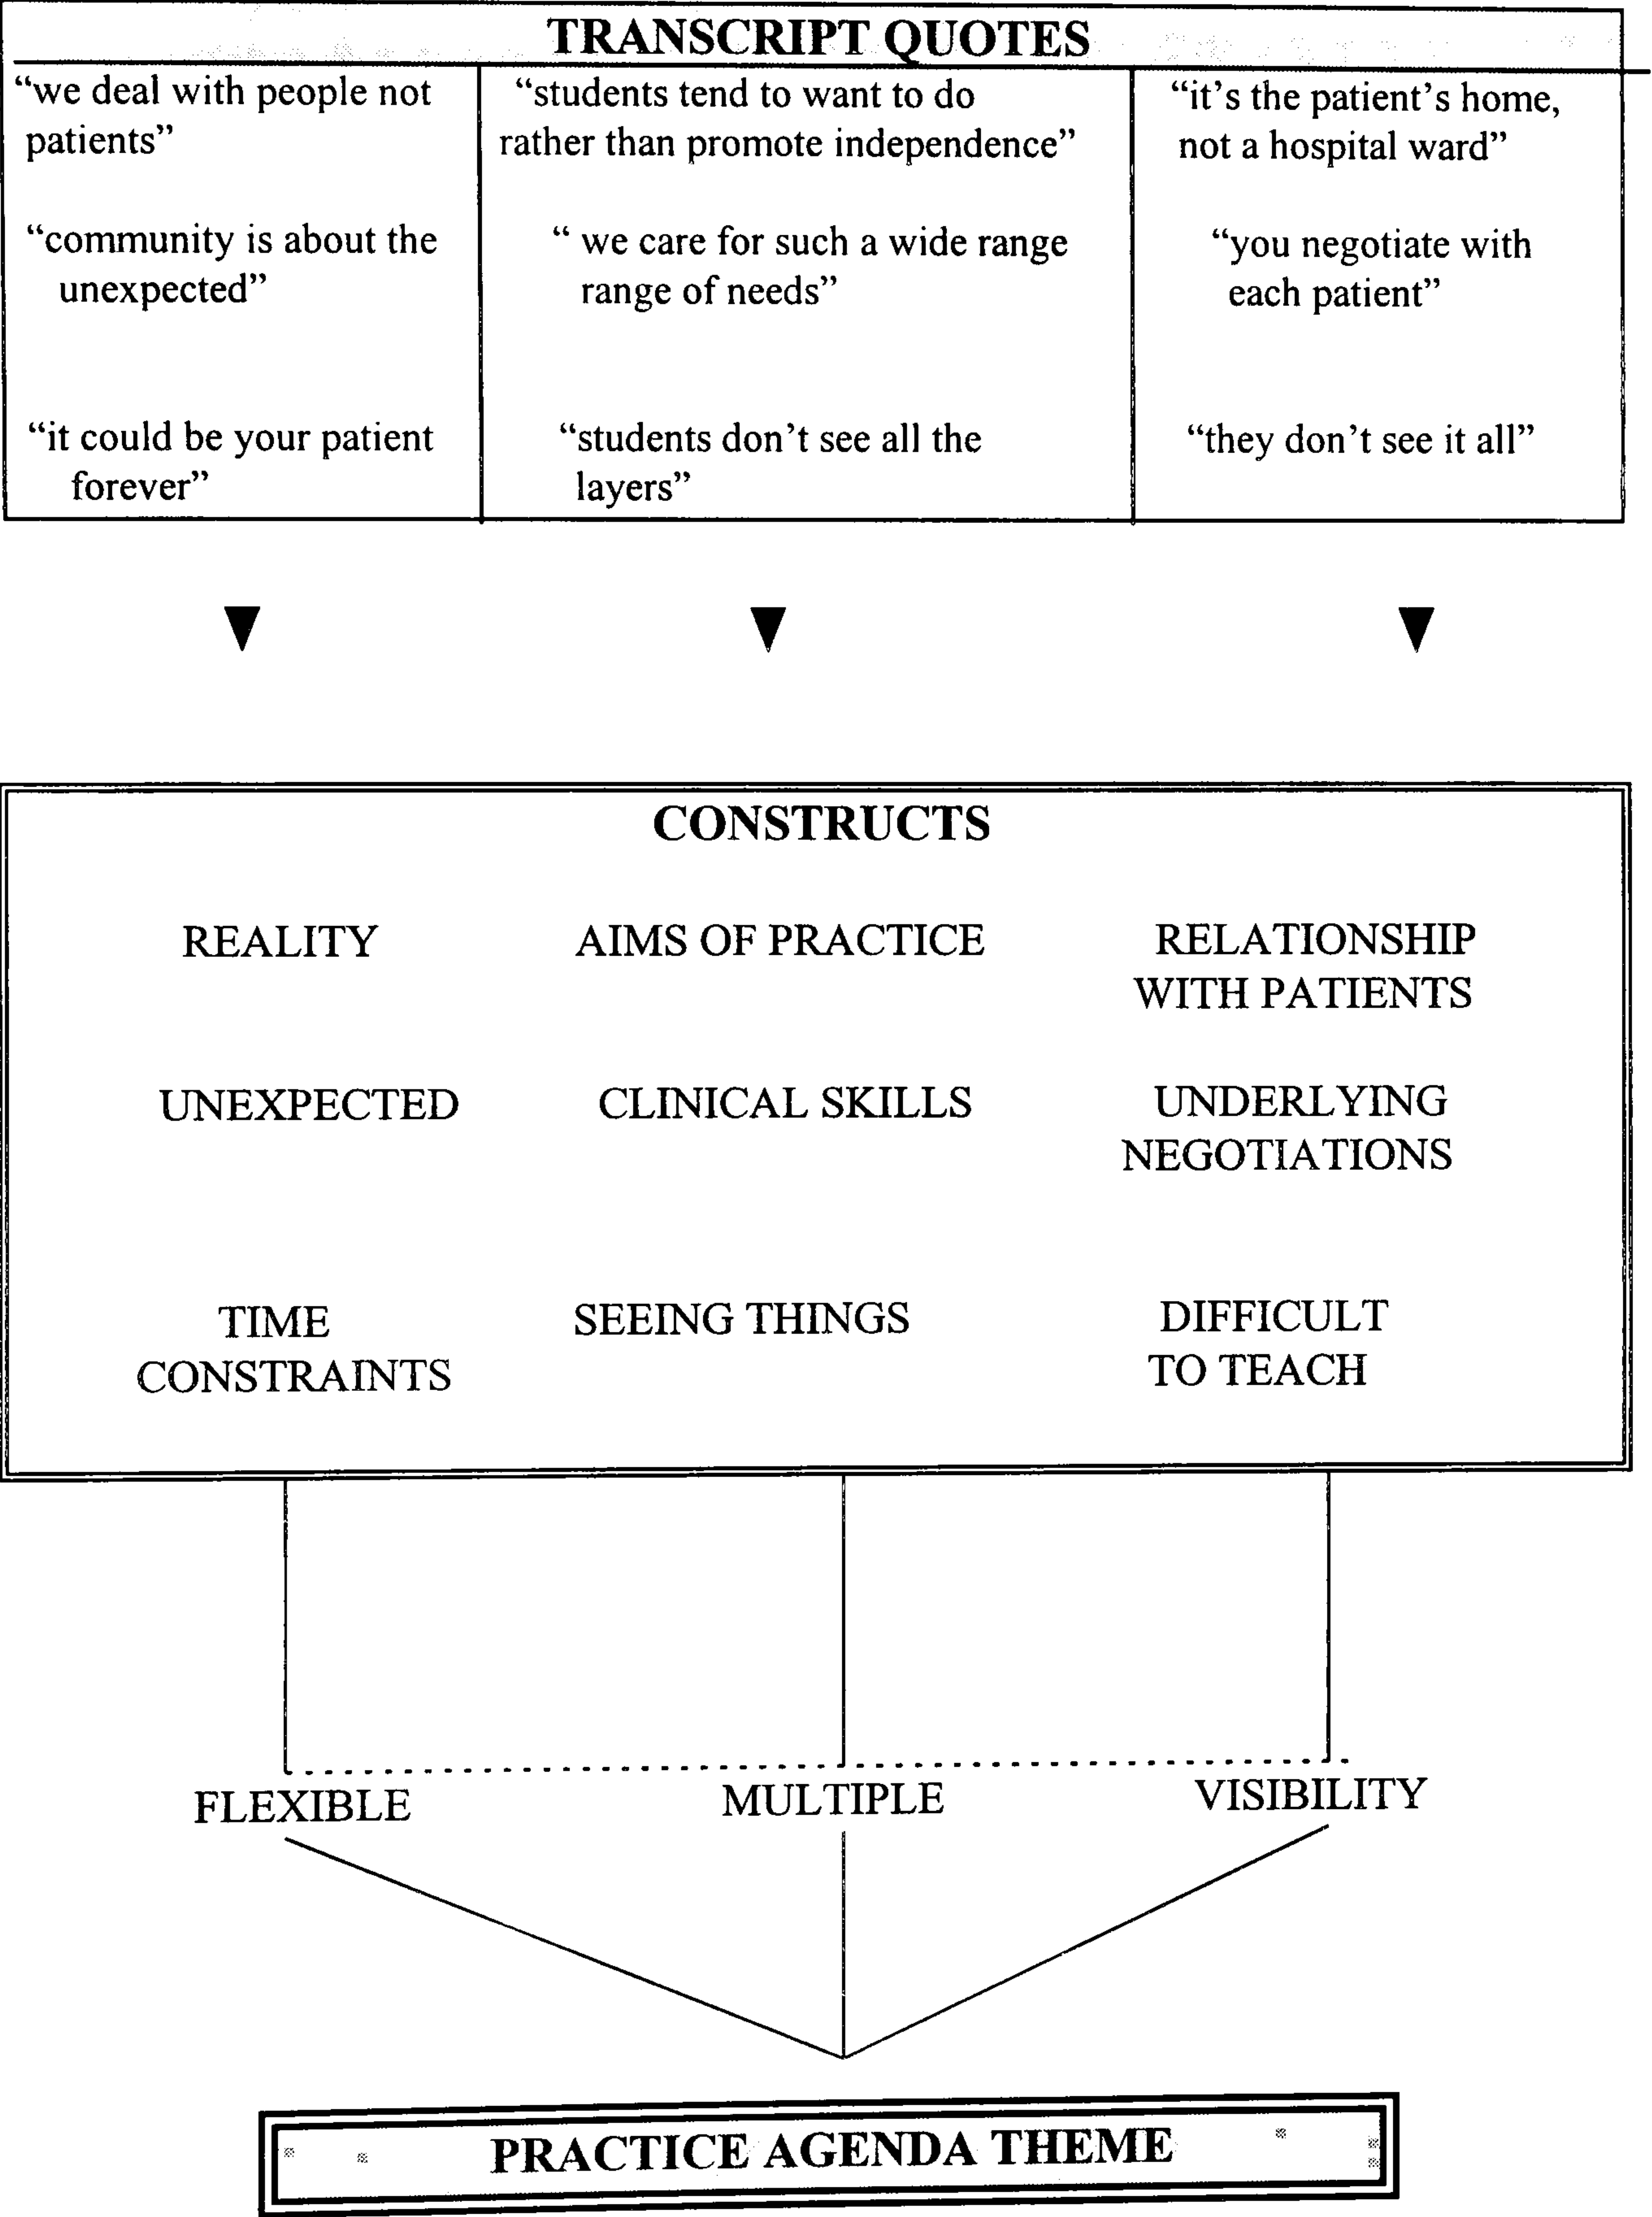 TRANSCRIPT QUOTES
“we deal with people not
patients”
“community is about the
unexpected”
“it could be your patient
forever”
“students tend to want to do
rather than promote independence”
“ we care for such a wide range
range of needs”
“students don’t see all the
layers”
“it’s the patient’s home,
not a hospital ward”
“you negotiate with
each patient”
“they don’t see it all”
CONSTRUCTS
REALITY
AIMS OF PRACTICE
RELATIONSHIP
WITH PATIENTS
UNEXPECTED
CLINICAL SKILLS
UNDERLYING
NEGOTIATIONS
TIME
CONSTRAINTS
SEEING THINGS
DIFFICULT
TO TEACH
FLEXIBLE
MULTIPLE
VISIBILITY
PRACTICE AGENDA THEME